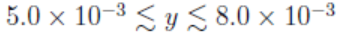 5.0 × 10⁻³ ≲ y ≲ 8.0 × 10⁻³